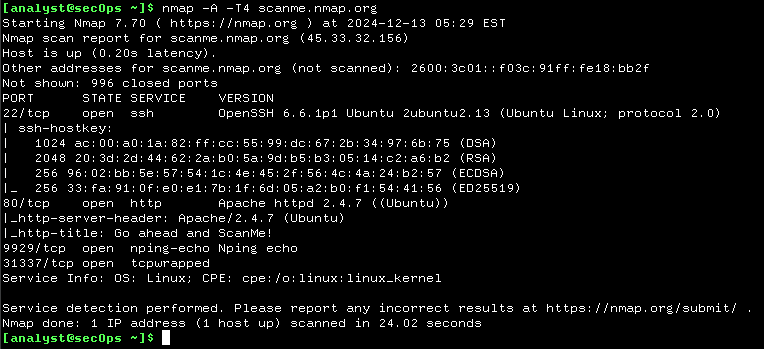 [analyst@secOps ~]$ nmap -A -T4 scanme.nmap.org
Starting Nmap 7.70 ( https://nmap.org ) at 2024-12-13 05:29 EST
Nmap scan report for scanme.nmap.org (45.33.32.156)
Host is up (0.20s latency).
Other addresses for scanme.nmap.org (not scanned): 2600:3c01::f03c:91ff:fe18:bb2f
Not shown: 996 closed ports
PORT      STATE SERVICE    VERSION
22/tcp    open  ssh        OpenSSH 6.6.1p1 Ubuntu 2ubuntu2.13 (Ubuntu Linux; protocol 2.0)
| ssh-hostkey:
|   1024 ac:00:a0:1a:82:ff:cc:55:99:dc:67:2b:34:97:6b:75 (DSA)
|   2048 20:3d:2d:44:62:2a:b0:5a:9d:b5:b3:05:14:c2:a6:b2 (RSA)
|   256 96:02:bb:5e:57:54:1c:4e:45:2f:56:4c:4a:24:b2:57 (ECDSA)
|_  256 33:fa:91:0f:e0:e1:7b:1f:6d:05:a2:b0:f1:54:41:56 (ED25519)
80/tcp    open  http       Apache httpd 2.4.7 ((Ubuntu))
|_http-server-header: Apache/2.4.7 (Ubuntu)
|_http-title: Go ahead and ScanMe!
9929/tcp  open  nping-echo Nping echo
31337/tcp open  tcpwrapped
Service Info: OS: Linux; CPE: cpe:/o:linux:linux_kernel

Service detection performed. Please report any incorrect results at https://nmap.org/submit/ .
Nmap done: 1 IP address (1 host up) scanned in 24.02 seconds
[analyst@secOps ~]$